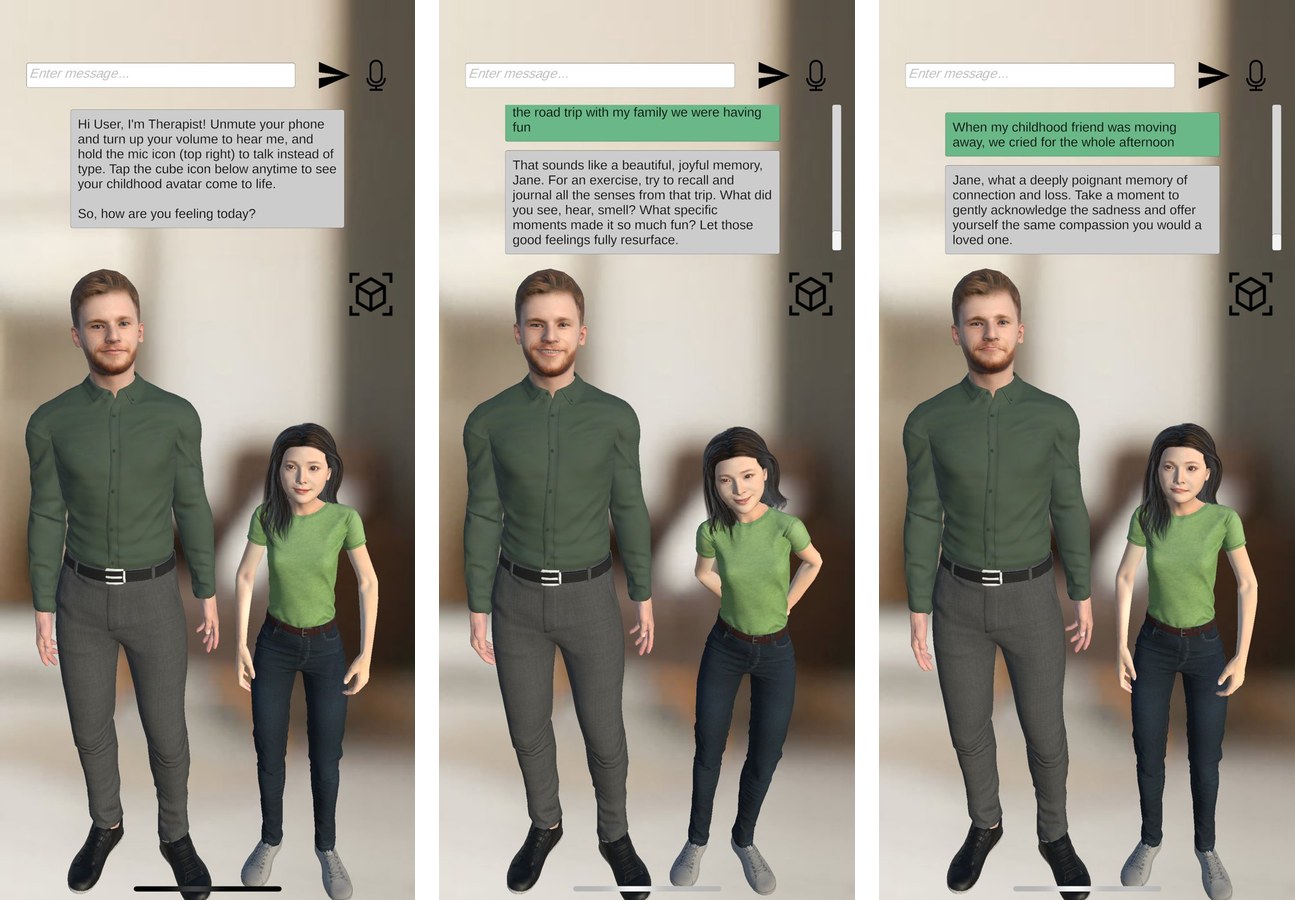 Enter message...
Hi User, I'm Therapist! Unmute your phone
and turn up your volume to hear me, and
hold the mic icon (top right) to talk instead of
type. Tap the cube icon below anytime to see
your childhood avatar come to life.
So, how are you feeling today?
Enter message...
the road trip with my family we were having
fun
That sounds like a beautiful, joyful memory,
Jane. For an exercise, try to recall and
journal all the senses from that trip. What did
you see, hear, smell? What specific
moments made it so much fun? Let those
good feelings fully resurface.
Enter message...
When my childhood friend was moving
away, we cried for the whole afternoon
Jane, what a deeply poignant memory of
connection and loss. Take a moment to
gently acknowledge the sadness and offer
yourself the same compassion you would a
loved one.